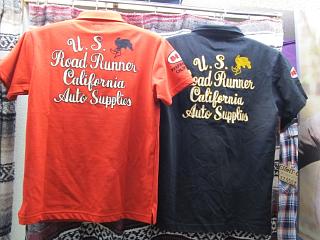 U.S.
Road Runner
California
Auto Supplies
U.S.
Road Runner
California
Auto Supplies